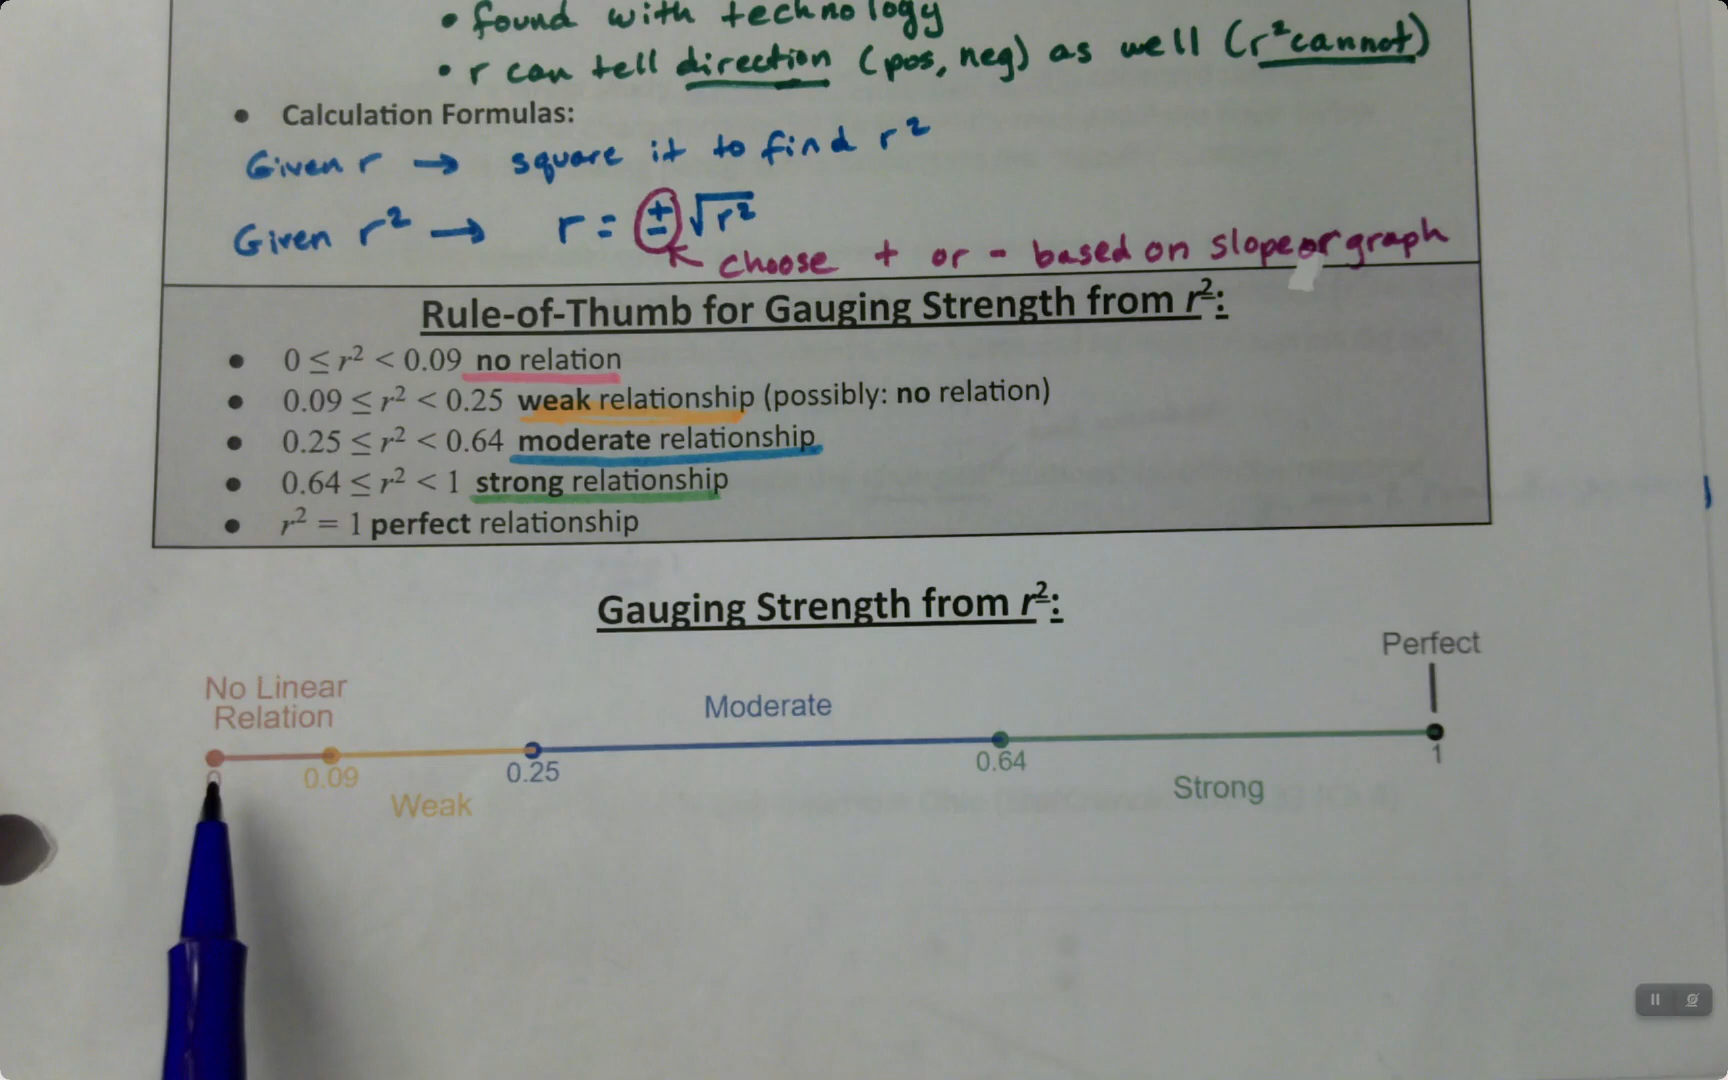 • found with technology
• r can tell direction (pos, neg) as well (r² cannot)
• Calculation Formulas:
Given r → square it to find r²
Given r² → r = ± √r²
choose + or - based on slope or graph
Rule-of-Thumb for Gauging Strength from r²:
• 0 ≤ r² < 0.09 no relation
• 0.09 ≤ r² < 0.25 weak relationship (possibly: no relation)
• 0.25 ≤ r² < 0.64 moderate relationship
• 0.64 ≤ r² < 1 strong relationship
• r² = 1 perfect relationship
Gauging Strength from r²:
Perfect
No Linear
Relation
Moderate
0 0.09 0.25 0.64 1
Weak Strong